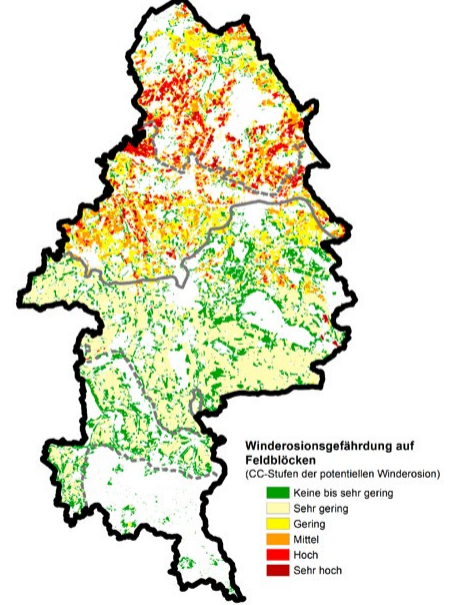 Winderosionsgefährdung auf
Feldblöcken
(CC-Stufen der potentiellen Winderosion)
Keine bis sehr gering
Sehr gering
Gering
Mittel
Hoch
Sehr hoch